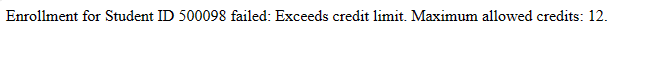 Enrollment for Student ID 500098 failed: Exceeds credit limit. Maximum allowed credits: 12.